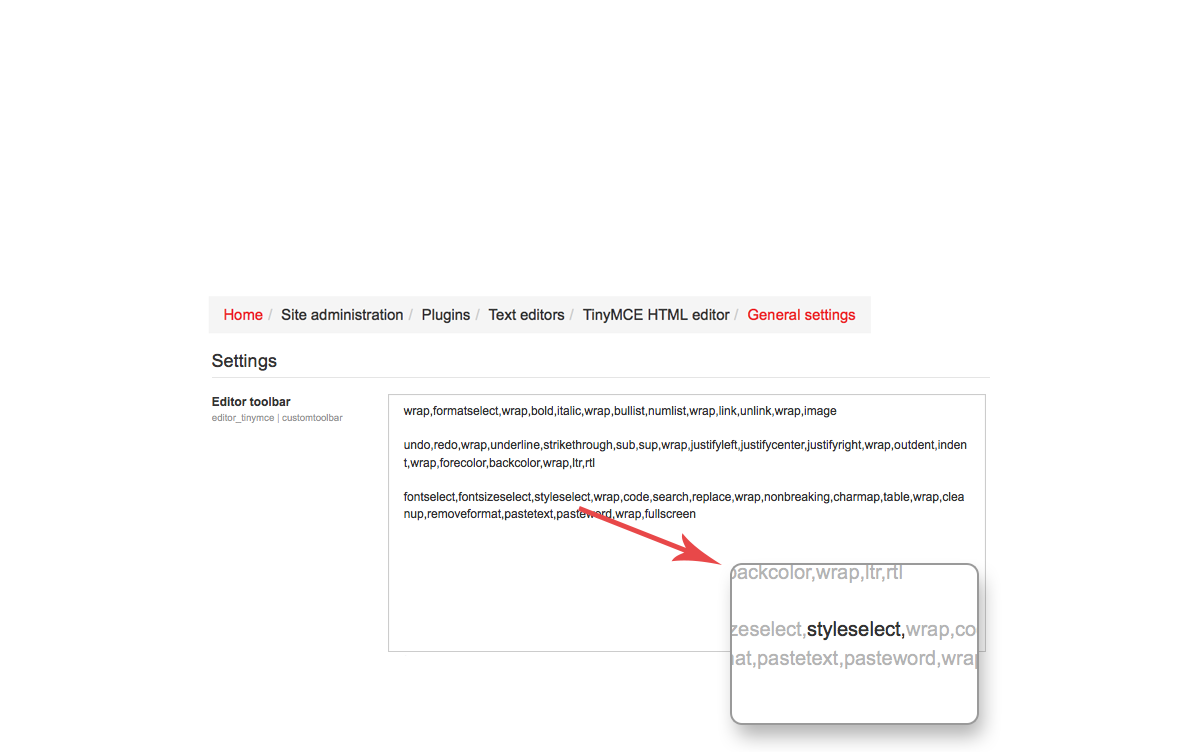 Home / Site administration / Plugins / Text editors / TinyMCE HTML editor / General settings
Settings
Editor toolbar
editor_tinymce | customtoolbar
wrap,formatselect,wrap,bold,italic,wrap,bullist,numlist,wrap,link,unlink,wrap,image
undo,redo,wrap,underline,strikethrough,sub,sup,wrap,justifyleft,justifycenter,justifyright,wrap,outdent,inden
t,wrap,forecolor,backcolor,wrap,ltr,rtl
fontselect,fontsizeselect,styleselect,wrap,code,search,replace,wrap,nonbreaking,charmap,table,wrap,clea
nup,removeformat,pastetext,pasteword,wrap,fullscreen
backcolor,wrap,ltr,rtl
zeselect,styleselect,wrap,co
at,pastetext,pasteword,wrap